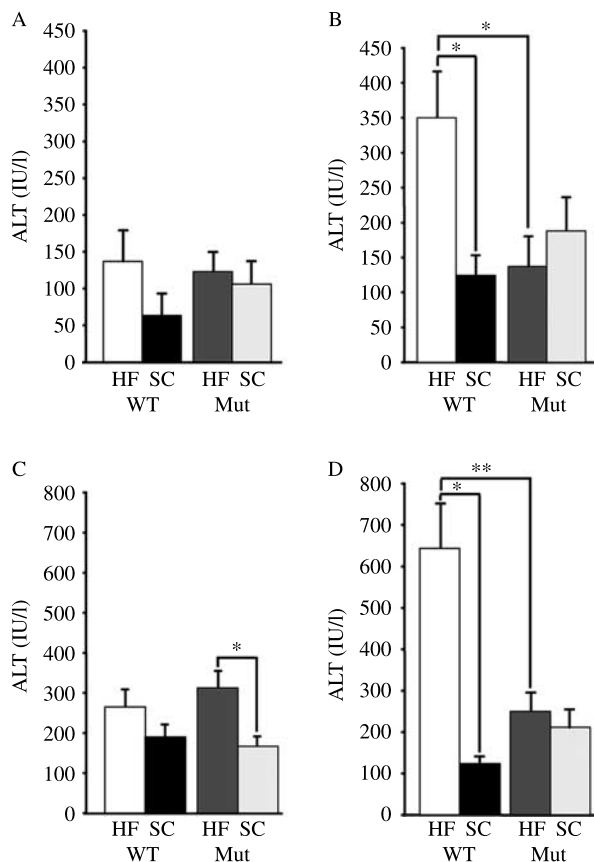 A
450
400
350
300
250
200
150
100
50
0
ALT (IU/l)
HF SC HF SC
WT Mut
B
450
400
350
300
250
200
150
100
50
0
ALT (IU/l)
*
*
HF SC HF SC
WT Mut
C
800
700
600
500
400
300
200
100
0
ALT (IU/l)
*
HF SC HF SC
WT Mut
D
800
700
600
500
400
300
200
100
0
ALT (IU/l)
**
*
HF SC HF SC
WT Mut